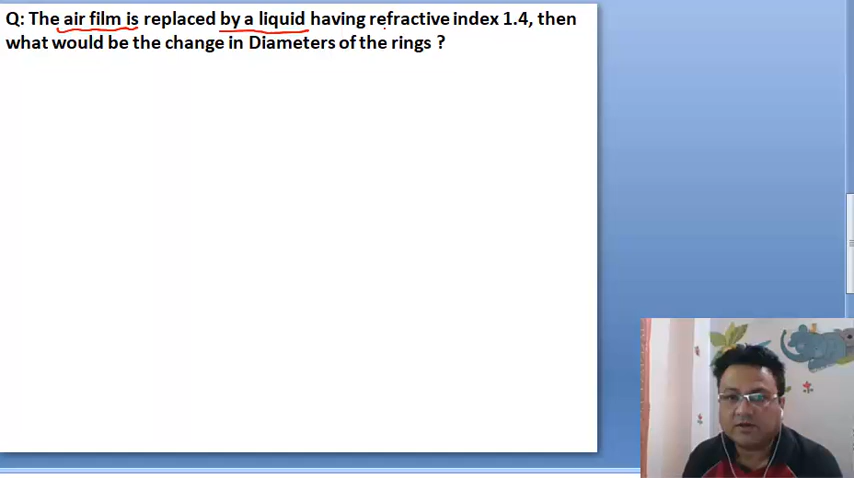 Q: The air film is replaced by a liquid having refractive index 1.4, then
what would be the change in Diameters of the rings ?